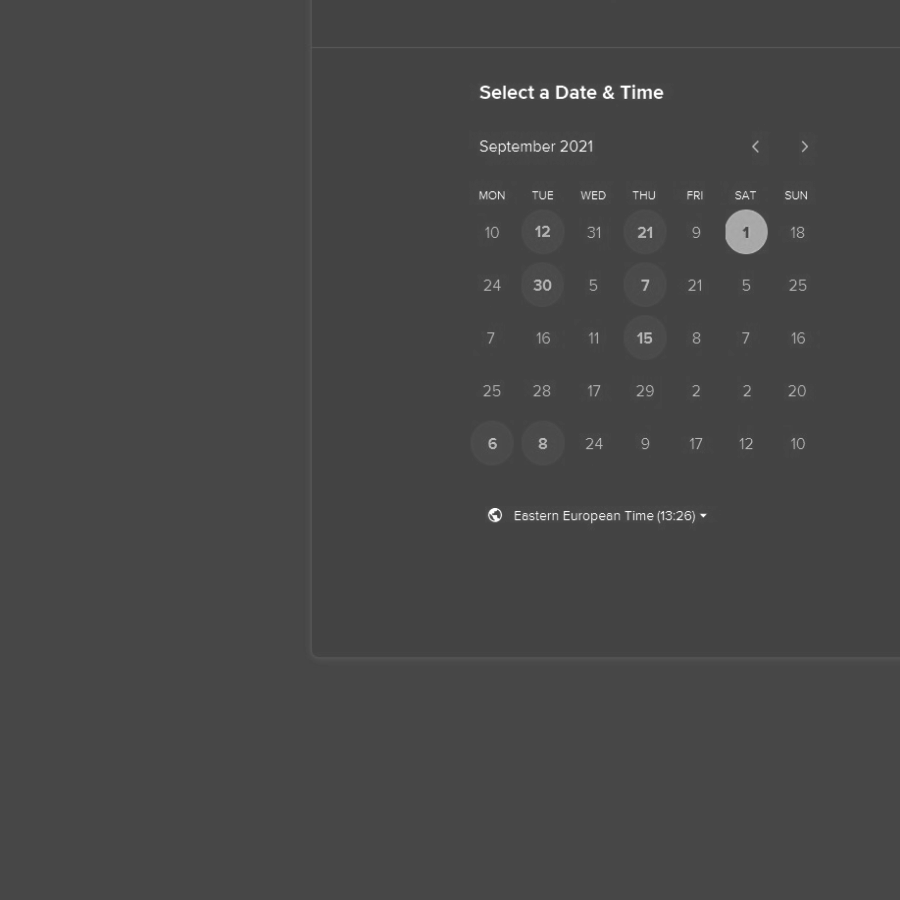 Select a Date & Time
September 2021
MON TUE WED THU FRI SAT SUN
10 12 31 21 9 1 18
24 30 5 7 21 5 25
7 16 11 15 8 7 16
25 28 17 29 2 2 20
6 8 24 9 17 12 10
Eastern European Time (13:26)